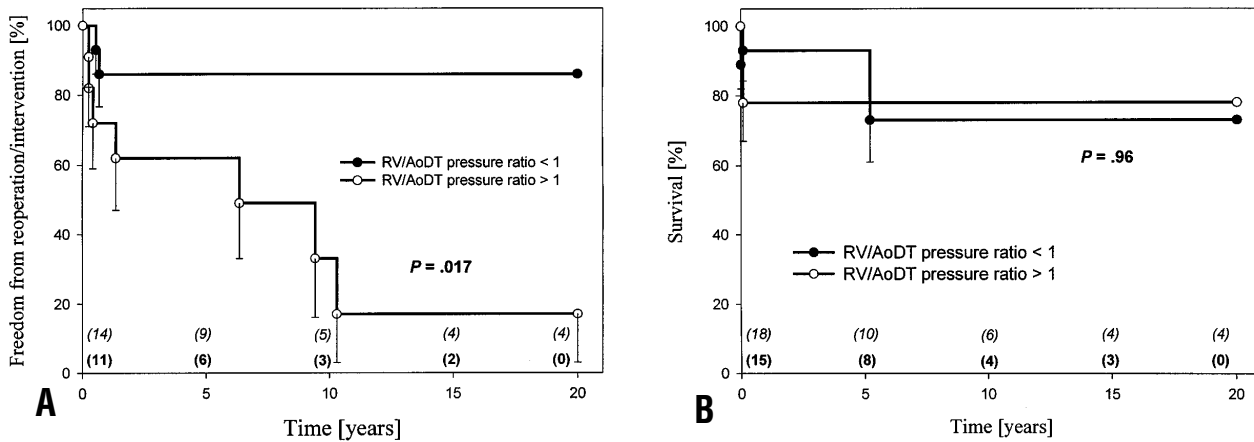 Freedom from reoperation/intervention [%]
100
80
60
40
20
0
RV/AoDT pressure ratio < 1
RV/AoDT pressure ratio > 1
P = .017
(14) (9) (5) (4) (4)
(11) (6) (3) (2) (0)
0 5 10 15 20
Time [years]
A
Survival [%]
100
80
60
40
20
0
P = .96
RV/AoDT pressure ratio < 1
RV/AoDT pressure ratio > 1
(18) (10) (6) (4) (4)
(15) (8) (4) (3) (0)
0 5 10 15 20
Time [years]
B